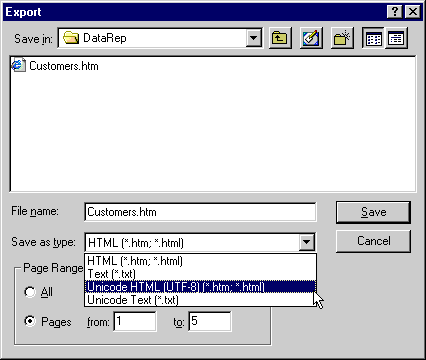 Export
Save in: DataRep
Customers.htm
File name: Customers.htm Save
Save as type: HTML (*.htm; *.html) Cancel
HTML (*.htm; *.html)
Text (*.txt)
Unicode HTML (UTF-8) (*.htm; *.html)
Unicode Text (*.txt)
Page Range
All
Pages from: 1 to: 5